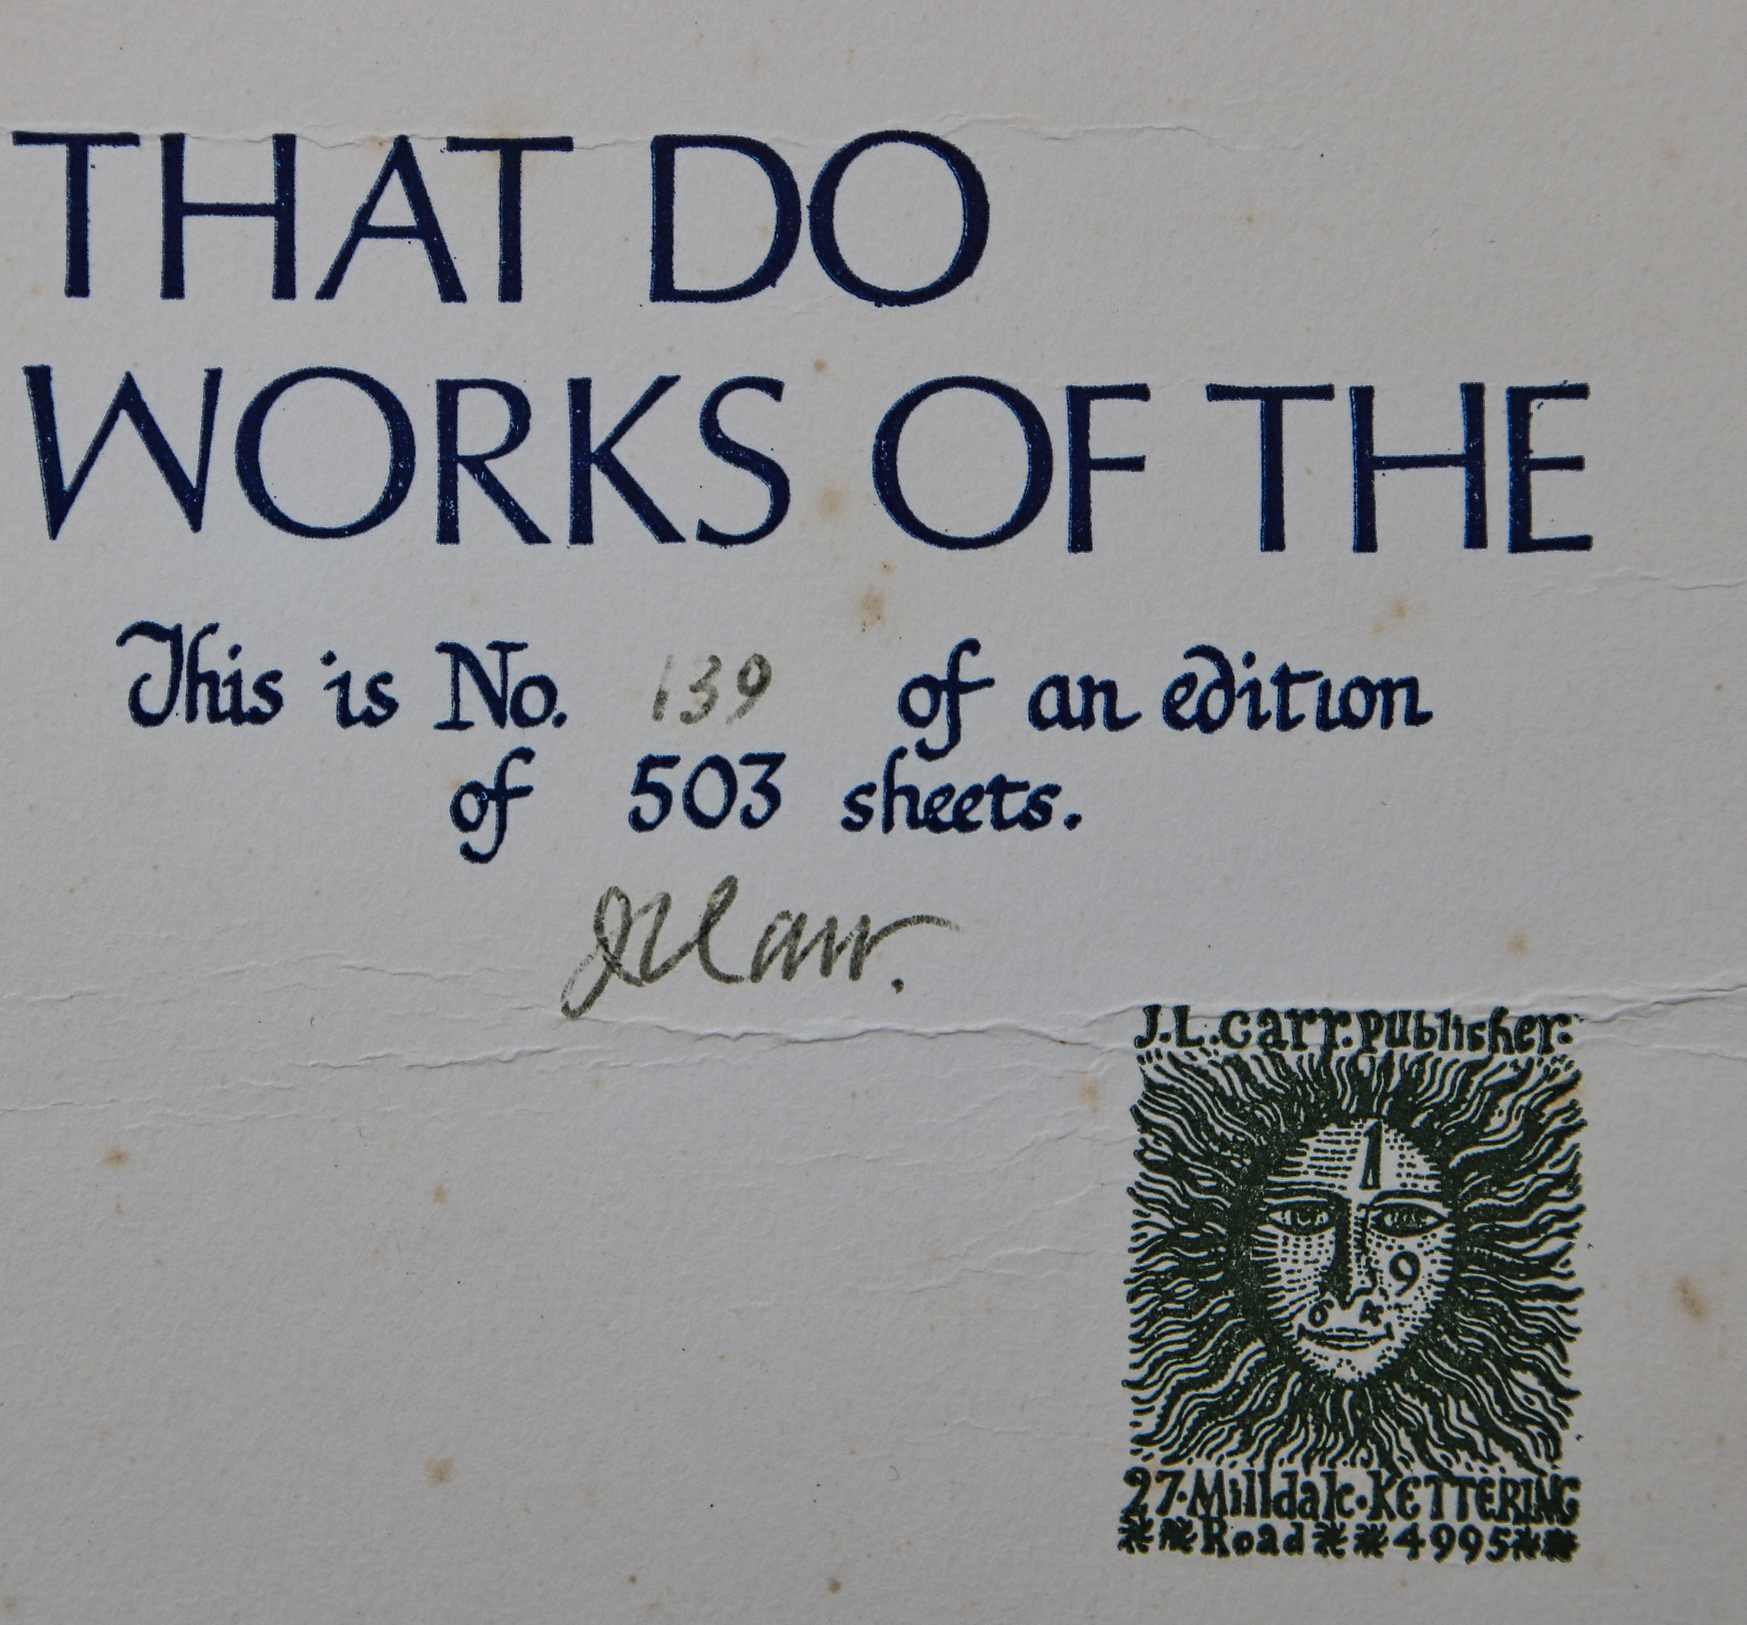 THAT DO
WORKS OF THE
This is No. 139 of an edition
of 503 sheets.
JLCarr.
J.L.Carr.Publisher.
1
9
6 4
27.Milldale.KETTERING
Road 4995